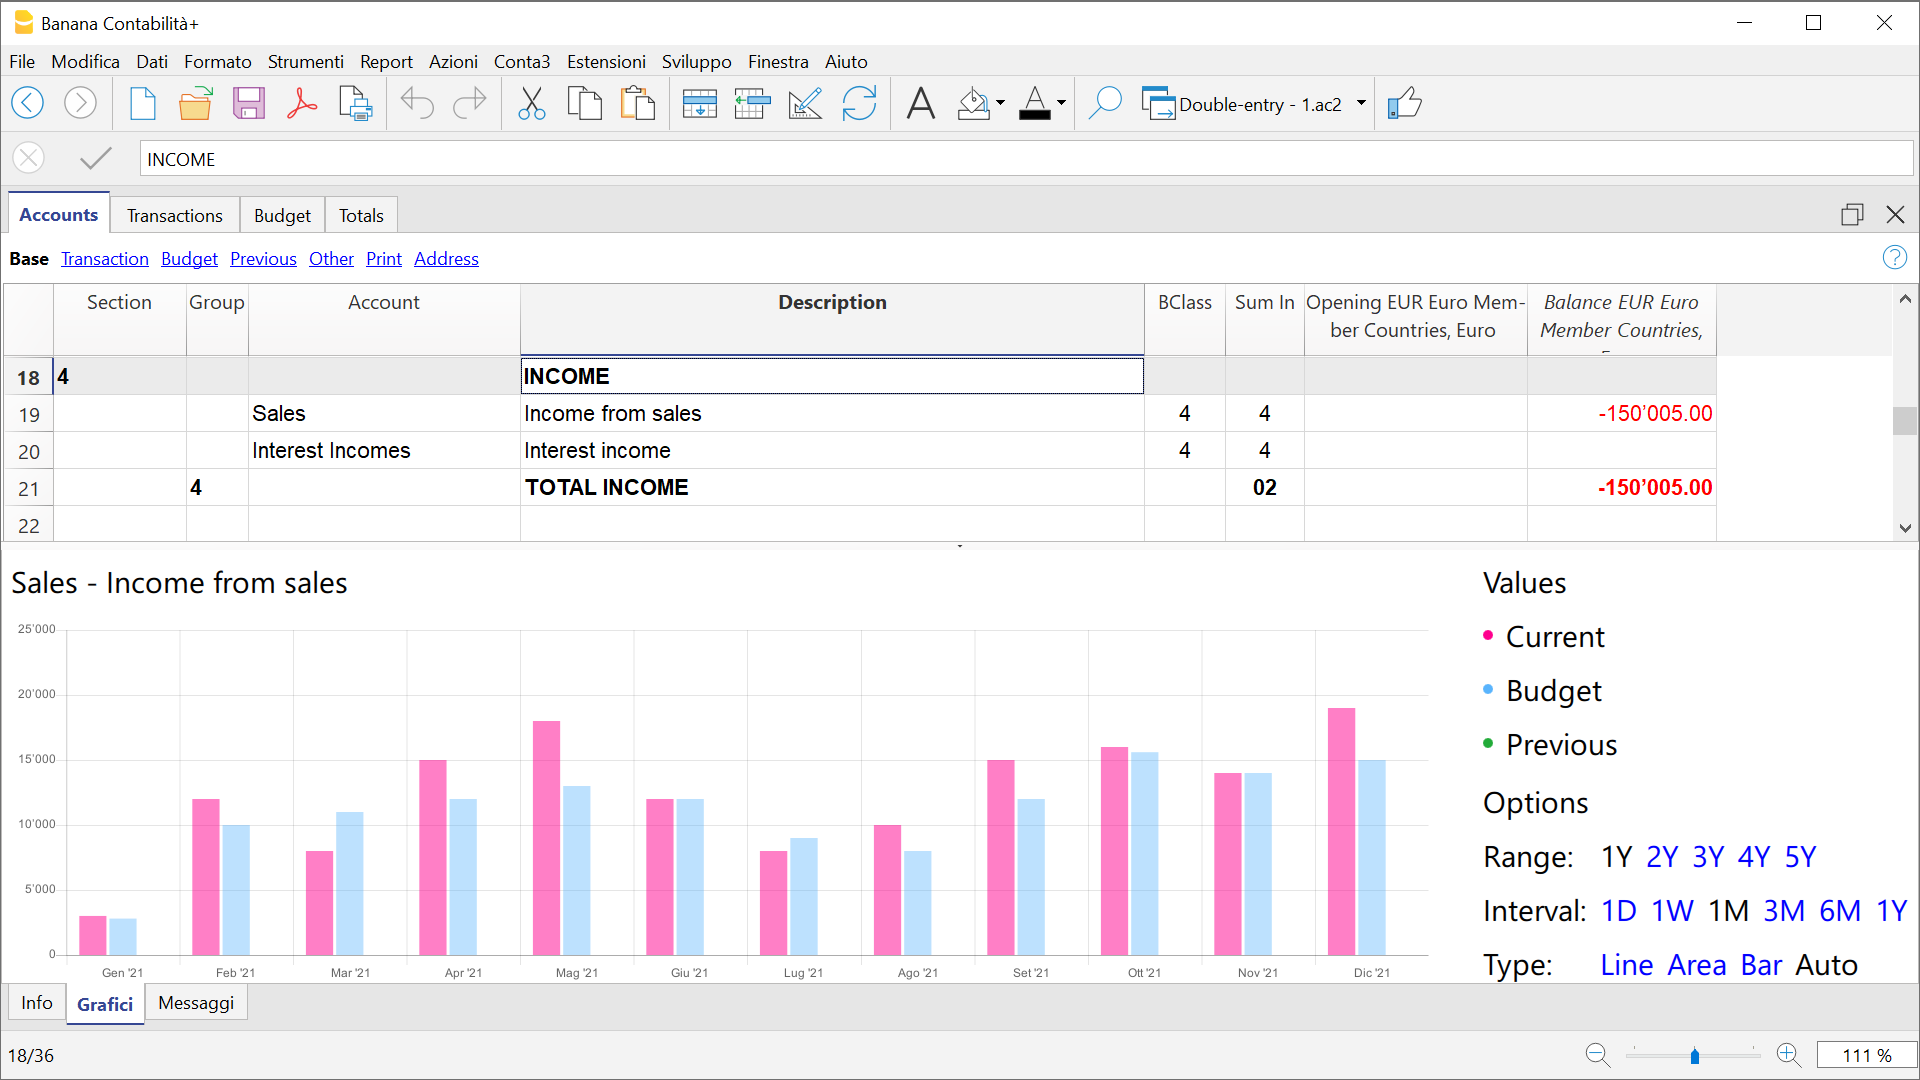 Banana Contabilità+
File Modifica Dati Formato Strumenti Report Azioni Conta3 Estensioni Sviluppo Finestra Aiuto
Double-entry - 1.ac2
INCOME
Accounts Transactions Budget Totals
Base Transaction Budget Previous Other Print Address
Section Group Account Description BClass Sum In Opening EUR Euro Mem- Balance EUR Euro
ber Countries, Euro Member Countries,
18 4 INCOME
19 Sales Income from sales 4 4 -150’005.00
20 Interest Incomes Interest income 4 4
21 4 TOTAL INCOME 02 -150’005.00
22
Sales - Income from sales
25'000
20'000
15'000
10'000
5'000
0
Gen '21 Feb '21 Mar '21 Apr '21 Mag '21 Giu '21 Lug '21 Ago '21 Set '21 Ott '21 Nov '21 Dic '21
Values
Current
Budget
Previous
Options
Range: 1Y 2Y 3Y 4Y 5Y
Interval: 1D 1W 1M 3M 6M 1Y
Type: Line Area Bar Auto
Info Grafici Messaggi
18/36
111 %